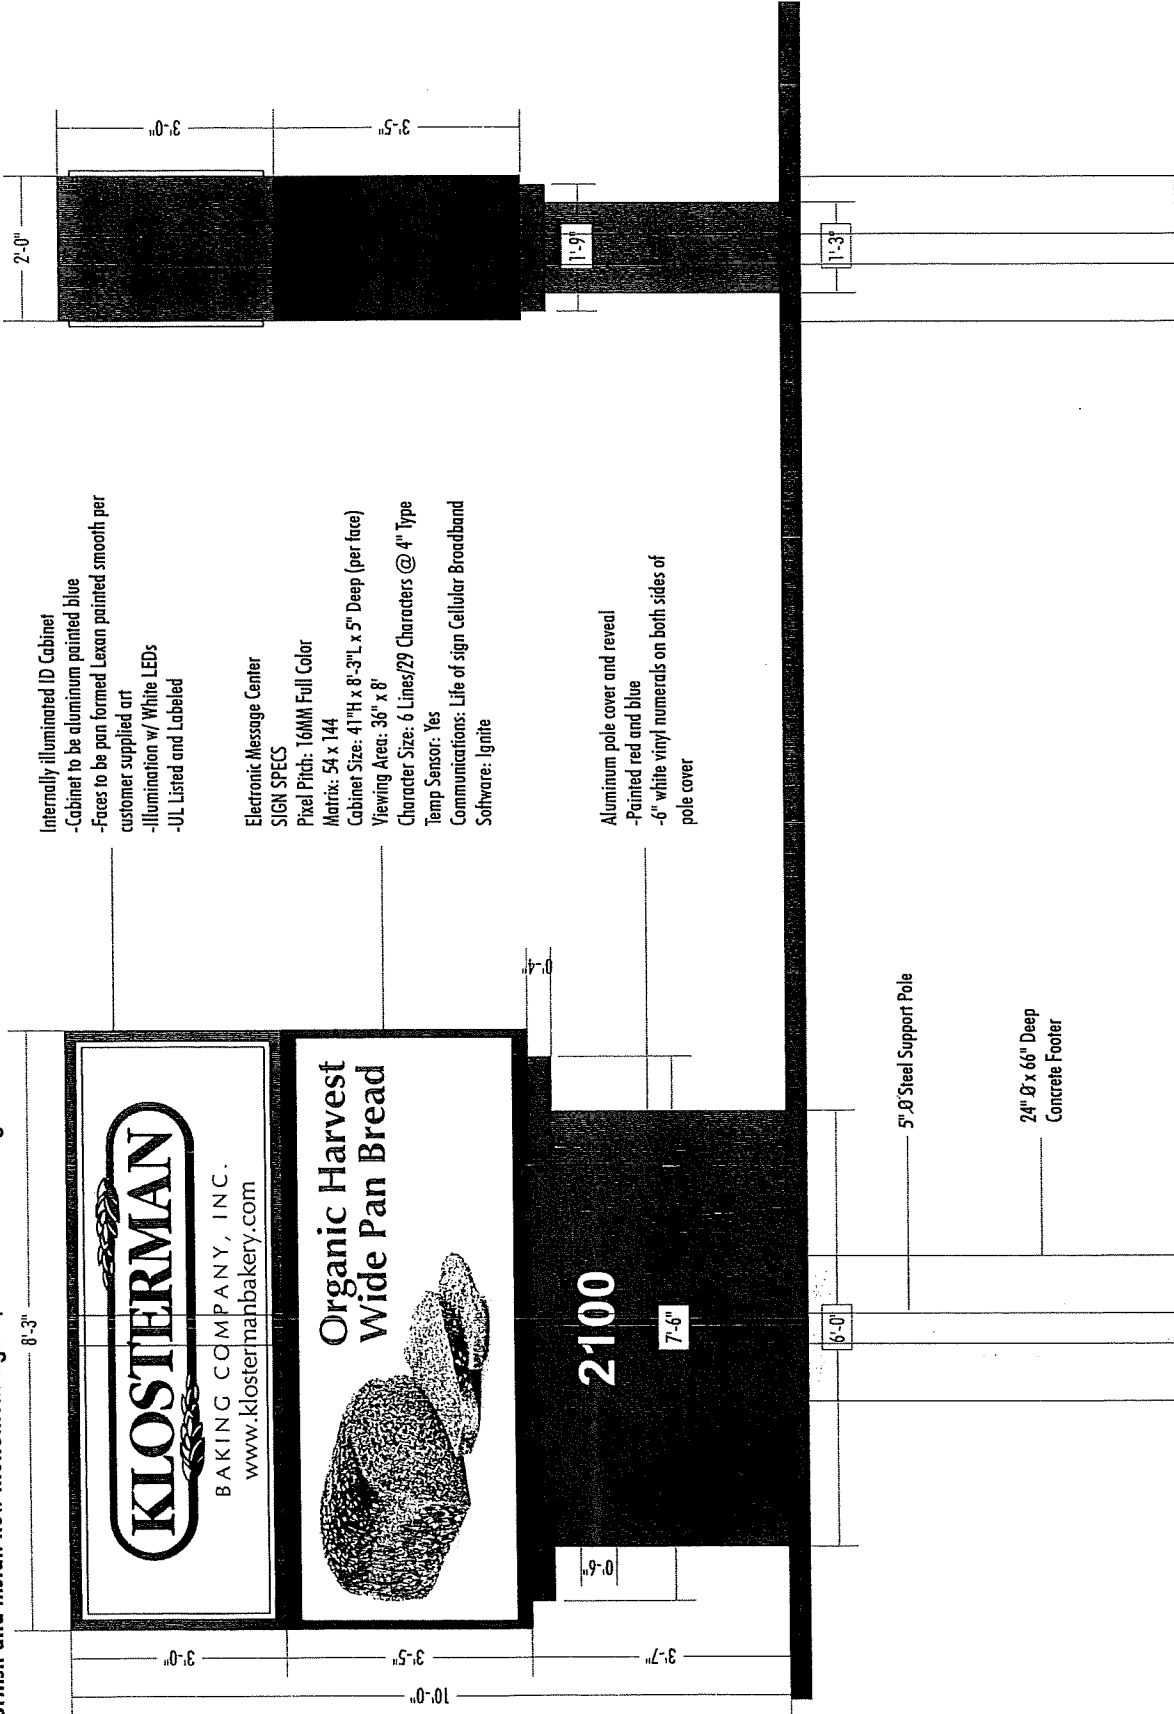 8'-3"
KLOSTERMAN
BAKING COMPANY, INC.
www.klostermanbakery.com
Organic Harvest
Wide Pan Bread
2100
7'-6"
6'-0"
0'-6"
0'-4"
3'-0"
3'-5"
3'-7"
10'-0"
Internally illuminated ID Cabinet
-Cabinet to be aluminum painted blue
-Faces to be pan formed Lexan painted smooth per
customer supplied art
-Illumination w/ White LEDs
-UL Listed and Labeled
Electronic Message Center
SIGN SPECS
Pixel Pitch: 16MM Full Color
Matrix: 54 x 144
Cabinet Size: 41"H x 8'-3"L x 5" Deep (per face)
Viewing Area: 36" x 8'
Character Size: 6 Lines/29 Characters @ 4" Type
Temp Sensor: Yes
Communications: Life of sign Cellular Broadband
Software: Ignite
Aluminum pole cover and reveal
-Painted red and blue
-6" white vinyl numerals on both sides of
pole cover
5".Ø Steel Support Pole
24".Ø x 66" Deep
Concrete Footer
2'-0"
3'-0"
3'-5"
1'-9"
1'-3"